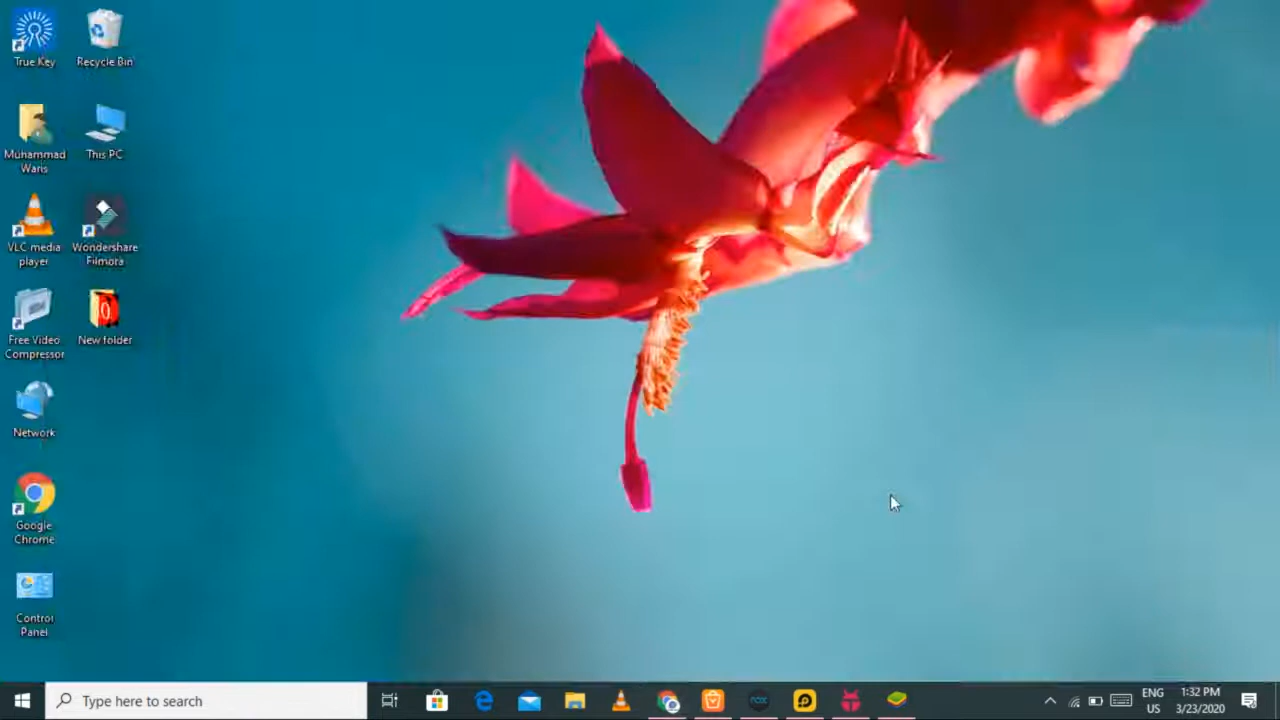 True Key
Recycle Bin
Muhammad
Waris
This PC
VLC media
player
Wondershare
Filmora
Free Video
Compressor
New folder
Network
Google
Chrome
Control
Panel
Type here to search
nox
ENG
US
1:32 PM
3/23/2020